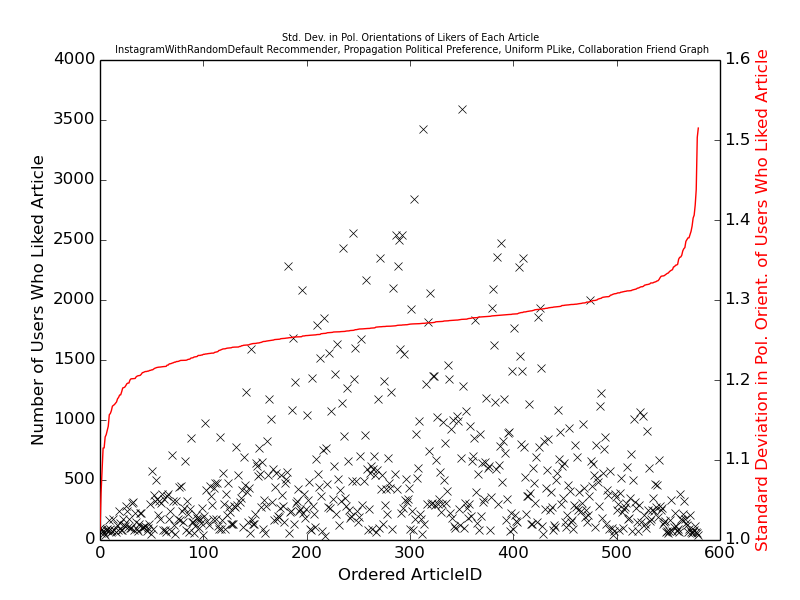 Std. Dev. in Pol. Orientations of Likers of Each Article
InstagramWithRandomDefault Recommender, Propagation Political Preference, Uniform PLike, Collaboration Friend Graph
4000
3500
3000
2500
2000
1500
1000
500
0
Number of Users Who Liked Article
1.6
1.5
1.4
1.3
1.2
1.1
1.0
Standard Deviation in Pol. Orient. of Users Who Liked Article
0 100 200 300 400 500 600
Ordered ArticleID